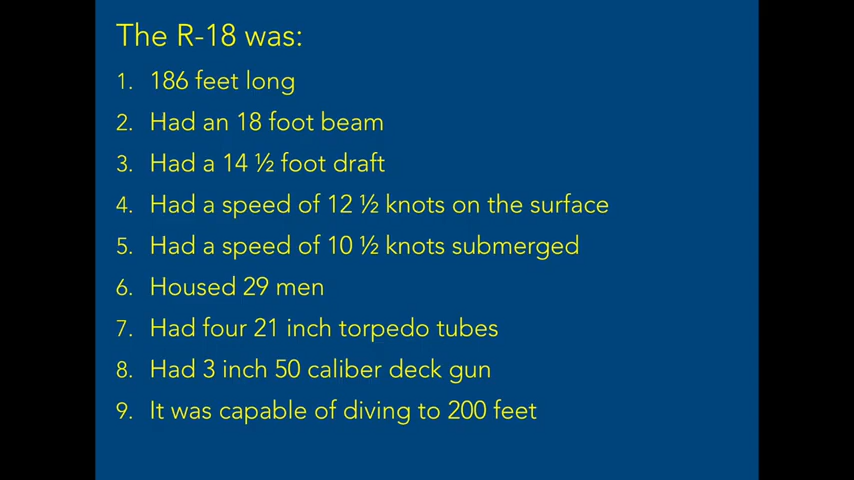 The R-18 was:
1. 186 feet long
2. Had an 18 foot beam
3. Had a 14 ½ foot draft
4. Had a speed of 12 ½ knots on the surface
5. Had a speed of 10 ½ knots submerged
6. Housed 29 men
7. Had four 21 inch torpedo tubes
8. Had 3 inch 50 caliber deck gun
9. It was capable of diving to 200 feet